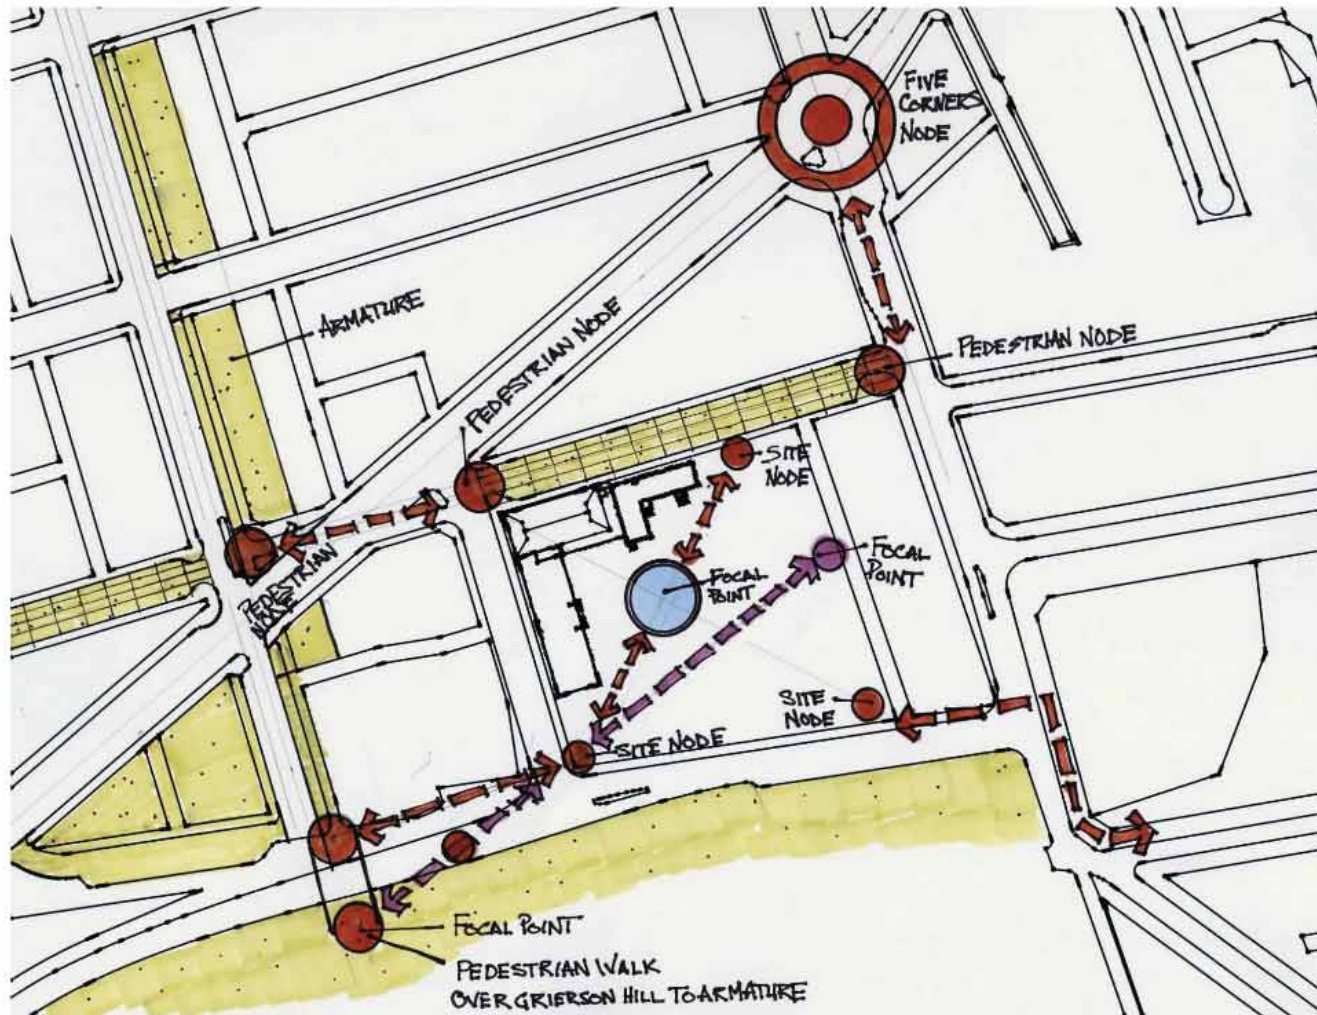 FIVE
CORNERS
NODE
ARMATURE
PEDESTRIAN NODE
PEDESTRIAN NODE
SITE
NODE
FOCAL
POINT
FOCAL
POINT
PEDESTRIAN
NODE
SITE
NODE
SITE NODE
FOCAL POINT
PEDESTRIAN WALK
OVER GRIERSON HILL TO ARMATURE